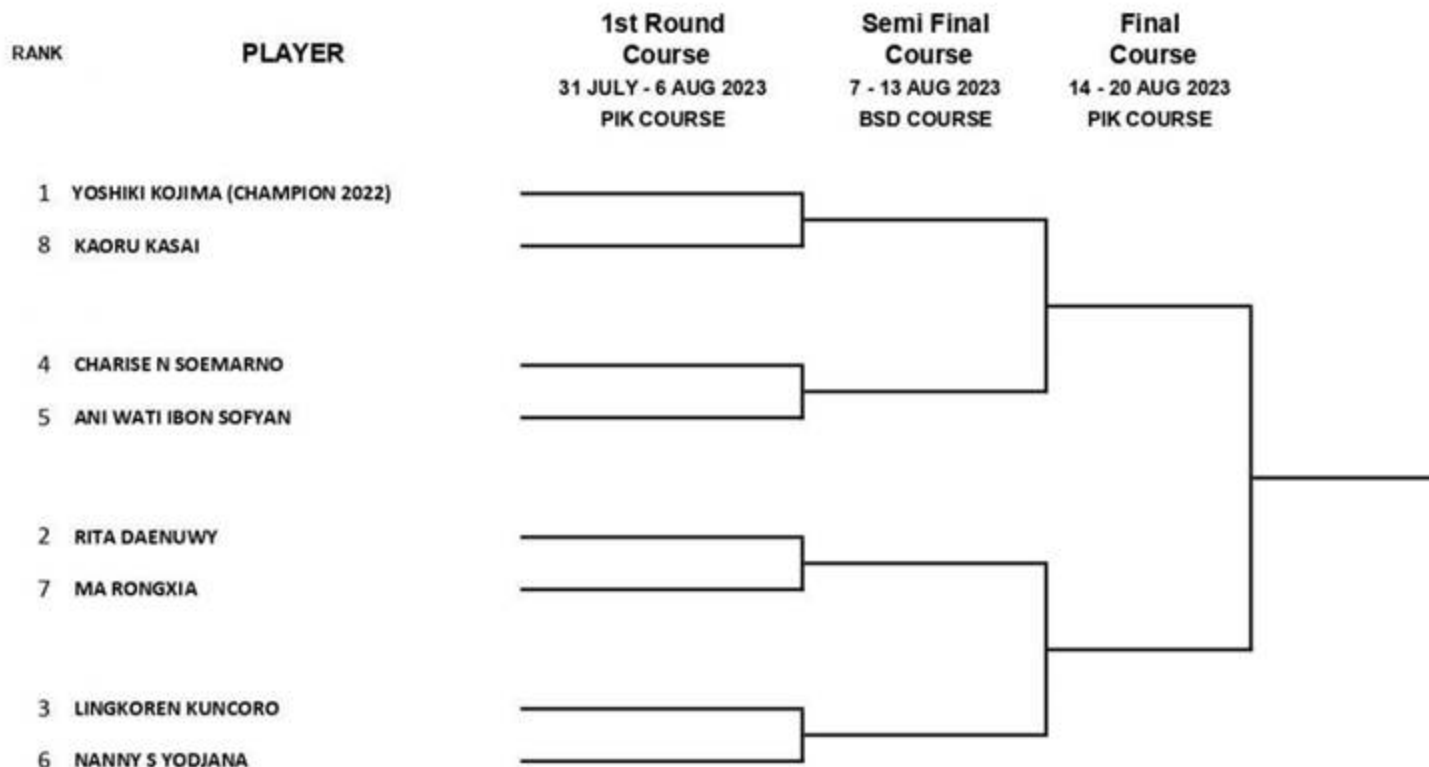 RANK
PLAYER
1st Round
Course
31 JULY - 6 AUG 2023
PIK COURSE
Semi Final
Course
7 - 13 AUG 2023
BSD COURSE
Final
Course
14 - 20 AUG 2023
PIK COURSE
1 YOSHIKI KOJIMA (CHAMPION 2022)
8 KAORU KASAI
4 CHARISE N SOEMARNO
5 ANI WATI IBON SOFYAN
2 RITA DAENUWY
7 MA RONGXIA
3 LINGKOREN KUNCORO
6 NANNY S YODJANA